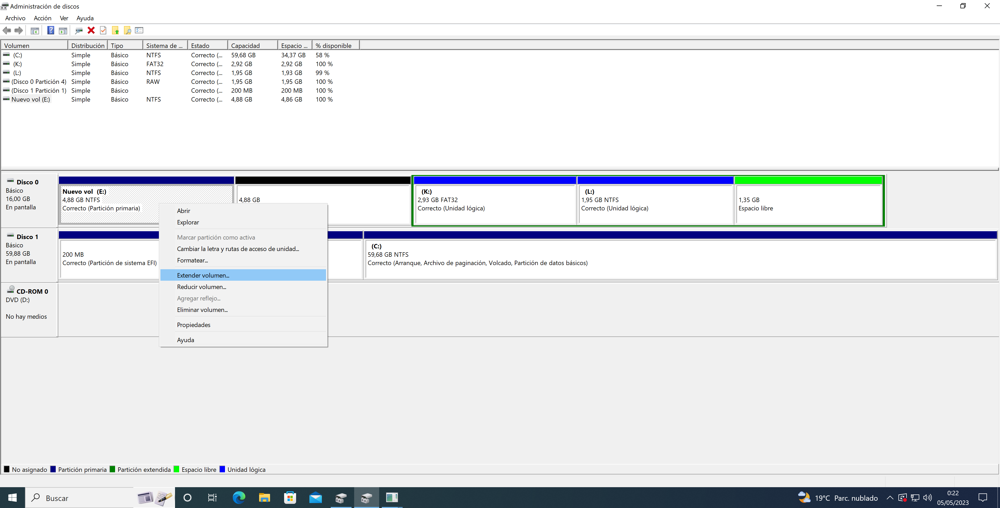 Administración de discos
Archivo Acción Ver Ayuda
Volumen Distribución Tipo Sistema de ... Estado Capacidad Espacio ... % disponible
(C:) Simple Básico NTFS Correcto (... 59,68 GB 34,37 GB 58 %
(K:) Simple Básico FAT32 Correcto (... 2,92 GB 2,92 GB 100 %
(L:) Simple Básico NTFS Correcto (... 1,95 GB 1,93 GB 99 %
(Disco 0 Partición 4) Simple Básico RAW Correcto (... 1,95 GB 1,95 GB 100 %
(Disco 1 Partición 1) Simple Básico Correcto (... 200 MB 200 MB 100 %
Nuevo vol (E:) Simple Básico NTFS Correcto (... 4,88 GB 4,86 GB 100 %
Disco 0
Básico
16,00 GB
En pantalla
Nuevo vol (E:)
4,88 GB NTFS
Correcto (Partición primaria)
4,88 GB
(K:)
2,93 GB FAT32
Correcto (Unidad lógica)
(L:)
1,95 GB NTFS
Correcto (Unidad lógica)
1,35 GB
Espacio libre
Abrir
Explorar
Marcar partición como activa
Cambiar la letra y rutas de acceso de unidad...
Formatear...
Extender volumen...
Reducir volumen...
Agregar reflejo...
Eliminar volumen...
Propiedades
Ayuda
Disco 1
Básico
59,88 GB
En pantalla
200 MB
Correcto (Partición de sistema EFI)
(C:)
59,68 GB NTFS
Correcto (Arranque, Archivo de paginación, Volcado, Partición de datos básicos)
CD-ROM 0
DVD (D:)
No hay medios
No asignado Partición primaria Partición extendida Espacio libre Unidad lógica
Buscar
19°C Parc. nublado
0:22
05/05/2023